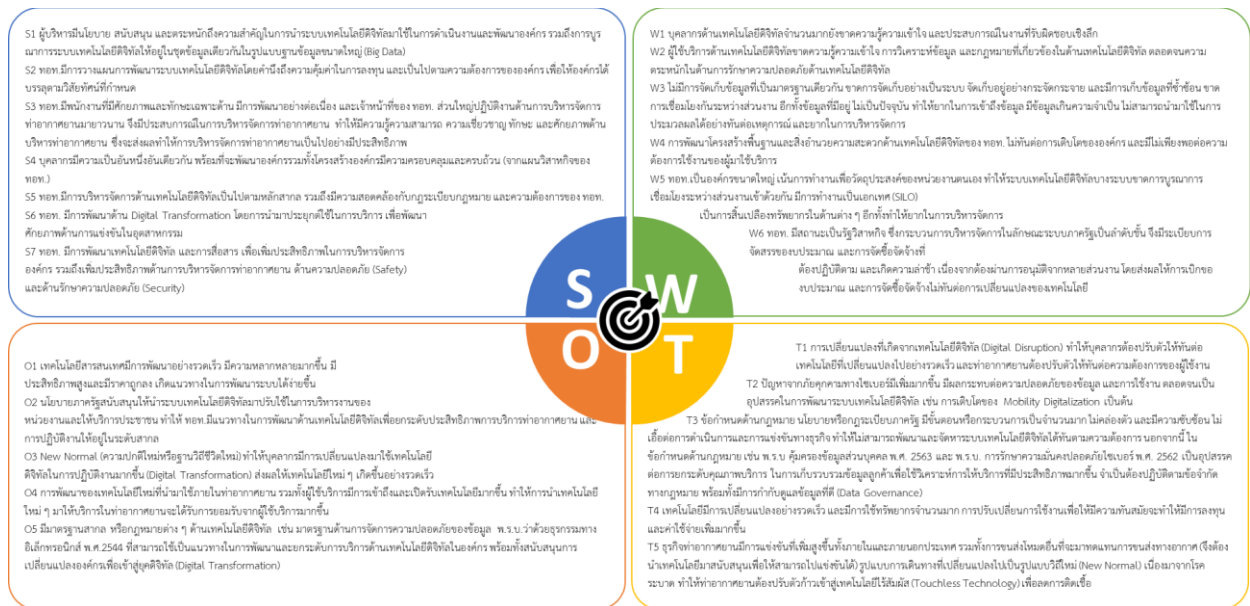 S1 ผู้บริหารมีนโยบาย สนับสนุน และตระหนักถึงความสำคัญในการนำระบบเทคโนโลยีดิจิทัลมาใช้ในการดำเนินงานและพัฒนาองค์กร รวมถึงการบูร
ณาการระบบเทคโนโลยีดิจิทัลให้อยู่ในชุดข้อมูลเดียวกันในรูปแบบฐานข้อมูลขนาดใหญ่ (Big Data)
S2 ทอท.มีการวางแผนการพัฒนาระบบเทคโนโลยีดิจิทัลโดยคำนึงถึงความคุ้มค่าในการลงทุน และเป็นไปตามความต้องการขององค์กร เพื่อให้องค์กรได้
บรรลุตามวิสัยทัศน์ที่กำหนด
S3 ทอท.มีพนักงานที่มีศักยภาพและทักษะเฉพาะด้าน มีการพัฒนาอย่างต่อเนื่อง และเจ้าหน้าที่ของ ทอท. ส่วนใหญ่ปฏิบัติงานด้านการบริหารจัดการ
ท่าอากาศยานมายาวนาน จึงมีประสบการณ์ในการบริหารจัดการท่าอากาศยาน ทำให้มีความรู้ความสามารถ ความเชี่ยวชาญ ทักษะ และศักยภาพด้าน
บริหารท่าอากาศยาน ซึ่งจะส่งผลทำให้การบริหารจัดการท่าอากาศยานเป็นไปอย่างมีประสิทธิภาพ
S4 บุคลากรมีความเป็นอันหนึ่งอันเดียวกัน พร้อมที่จะพัฒนาองค์กรรวมทั้งโครงสร้างองค์กรมีความครอบคลุมและครบถ้วน (จากแผนวิสาหกิจของ
ทอท.)
S5 ทอท.มีการบริหารจัดการด้านเทคโนโลยีดิจิทัลเป็นไปตามหลักสากล รวมถึงมีความสอดคล้องกับกฎระเบียบกฎหมาย และความต้องการของ ทอท.
S6 ทอท. มีการพัฒนาด้าน Digital Transformation โดยการนำมาประยุกต์ใช้ในการบริการ เพื่อพัฒนา
ศักยภาพด้านการแข่งขันในอุตสาหกรรม
S7 ทอท. มีการพัฒนาเทคโนโลยีดิจิทัล และการสื่อสาร เพื่อเพิ่มประสิทธิภาพในการบริหารจัดการ
องค์กร รวมถึงเพิ่มประสิทธิภาพด้านการบริหารจัดการท่าอากาศยาน ด้านความปลอดภัย (Safety)
และด้านรักษาความปลอดภัย (Security)
W1 บุคลากรด้านเทคโนโลยีดิจิทัลจำนวนมากยังขาดความรู้ความเข้าใจ และประสบการณ์ในงานที่รับผิดชอบเชิงลึก
W2 ผู้ใช้บริการด้านเทคโนโลยีดิจิทัลขาดความรู้ความเข้าใจ การวิเคราะห์ข้อมูล และกฎหมายที่เกี่ยวข้องในด้านเทคโนโลยีดิจิทัล ตลอดจนความ
ตระหนักในด้านการรักษาความปลอดภัยด้านเทคโนโลยีดิจิทัล
W3 ไม่มีการจัดเก็บข้อมูลที่เป็นมาตรฐานเดียวกัน ขาดการจัดเก็บอย่างเป็นระบบ จัดเก็บอยู่อย่างกระจัดกระจาย และมีการเก็บข้อมูลที่ซ้ำซ้อน ขาด
การเชื่อมโยงกันระหว่างส่วนงาน อีกทั้งข้อมูลที่มีอยู่ ไม่เป็นปัจจุบัน ทำให้ยากในการเข้าถึงข้อมูล มีข้อมูลเกินความจำเป็น ไม่สามารถนำมาใช้ในการ
ประมวลผลได้อย่างทันต่อเหตุการณ์ และยากในการบริหารจัดการ
W4 การพัฒนาโครงสร้างพื้นฐานและสิ่งอำนวยความสะดวกด้านเทคโนโลยีดิจิทัลของ ทอท. ไม่ทันต่อการเติบโตขององค์กร และมีไม่เพียงพอต่อความ
ต้องการใช้งานของผู้มาใช้บริการ
W5 ทอท.เป็นองค์กรขนาดใหญ่ เน้นการทำงานเพื่อวัตถุประสงค์ของหน่วยงานตนเอง ทำให้ระบบเทคโนโลยีดิจิทัลบางระบบขาดการบูรณาการ
เชื่อมโยงระหว่างส่วนงานเข้าด้วยกัน มีการทำงานเป็นเอกเทศ (SILO)
เป็นการสิ้นเปลืองทรัพยากรในด้านต่าง ๆ อีกทั้งทำให้ยากในการบริหารจัดการ
W6 ทอท. มีสถานะเป็นรัฐวิสาหกิจ ซึ่งกระบวนการบริหารจัดการในลักษณะระบบภาครัฐเป็นลำดับชั้น จึงมีระเบียบการ
จัดสรรของบประมาณ และการจัดซื้อจัดจ้างที่
ต้องปฏิบัติตาม และเกิดความล่าช้า เนื่องจากต้องผ่านการอนุมัติจากหลายส่วนงาน โดยส่งผลให้การเบิกของ
งบประมาณ และการจัดซื้อจัดจ้างไม่ทันต่อการเปลี่ยนแปลงของเทคโนโลยี
S
W
O
T
O1 เทคโนโลยีสารสนเทศมีการพัฒนาอย่างรวดเร็ว มีความหลากหลายมากขึ้น มี
ประสิทธิภาพสูงและมีราคาถูกลง เกิดแนวทางในการพัฒนาระบบได้ง่ายขึ้น
O2 นโยบายภาครัฐสนับสนุนให้นำระบบเทคโนโลยีดิจิทัลมาปรับใช้ในการบริหารงานของ
หน่วยงานและให้บริการประชาชน ทำให้ ทอท.มีแนวทางในการพัฒนาด้านเทคโนโลยีดิจิทัลเพื่อยกระดับประสิทธิภาพการบริการท่าอากาศยาน และ
การปฏิบัติงานให้อยู่ในระดับสากล
O3 New Normal (ความปกติใหม่หรือฐานวิถีชีวิตใหม่) ทำให้บุคลากรมีการเปลี่ยนแปลงมาใช้เทคโนโลยี
ดิจิทัลในการปฏิบัติงานมากขึ้น (Digital Transformation) ส่งผลให้เทคโนโลยีใหม่ ๆ เกิดขึ้นอย่างรวดเร็ว
O4 การพัฒนาของเทคโนโลยีใหม่ที่นำมาใช้ภายในท่าอากาศยาน รวมทั้งผู้ใช้บริการมีการเข้าถึงและเปิดรับเทคโนโลยีมากขึ้น ทำให้การนำเทคโนโลยี
ใหม่ ๆ มาให้บริการในท่าอากาศยานจะได้รับการยอมรับจากผู้ใช้บริการมากขึ้น
O5 มีมาตรฐานสากล หรือกฎหมายต่าง ๆ ด้านเทคโนโลยีดิจิทัล เช่น มาตรฐานด้านการจัดการความปลอดภัยของข้อมูล พ.ร.บ.ว่าด้วยธุรกรรมทาง
อิเล็กทรอนิกส์ พ.ศ.2544 ที่สามารถใช้เป็นแนวทางในการพัฒนาและยกระดับการบริการด้านเทคโนโลยีดิจิทัลในองค์กร พร้อมทั้งสนับสนุนการ
เปลี่ยนแปลงองค์กรเพื่อเข้าสู่ยุคดิจิทัล (Digital Transformation)
T1 การเปลี่ยนแปลงที่เกิดจากเทคโนโลยีดิจิทัล (Digital Disruption) ทำให้บุคลากรต้องปรับตัวให้ทันต่อ
เทคโนโลยีที่เปลี่ยนแปลงไปอย่างรวดเร็ว และท่าอากาศยานต้องปรับตัวให้ทันต่อความต้องการของผู้ใช้งาน
T2 ปัญหาจากภัยคุกคามทางไซเบอร์มีเพิ่มมากขึ้น มีผลกระทบต่อความปลอดภัยของข้อมูล และการใช้งาน ตลอดจนเป็น
อุปสรรคในการพัฒนาระบบเทคโนโลยีดิจิทัล เช่น การเติบโตของ Mobility Digitalization เป็นต้น
T3 ข้อกำหนดด้านกฎหมาย นโยบายหรือกฎระเบียบภาครัฐ มีขั้นตอนหรือกระบวนการเป็นจำนวนมาก ไม่คล่องตัว และมีความซับซ้อน ไม่
เอื้อต่อการดำเนินการและการแข่งขันทางธุรกิจ ทำให้ไม่สามารถพัฒนาและจัดหาระบบเทคโนโลยีดิจิทัลได้ทันตามความต้องการ นอกจากนี้ ใน
ข้อกำหนดด้านกฎหมาย เช่น พ.ร.บ คุ้มครองข้อมูลส่วนบุคคล พ.ศ. 2563 และ พ.ร.บ. การรักษาความมั่นคงปลอดภัยไซเบอร์ พ.ศ. 2562 เป็นอุปสรรค
ต่อการยกระดับคุณภาพบริการ ในการเก็บรวบรวมข้อมูลลูกค้าเพื่อใช้วิเคราะห์การให้บริการที่มีประสิทธิภาพมากขึ้น จำเป็นต้องปฏิบัติตามข้อจำกัด
ทางกฎหมาย พร้อมทั้งมีการกำกับดูแลข้อมูลที่ดี (Data Governance)
T4 เทคโนโลยีมีการเปลี่ยนแปลงอย่างรวดเร็ว และมีการใช้ทรัพยากรจำนวนมาก การปรับเปลี่ยนการใช้งานเพื่อให้มีความทันสมัยจะทำให้มีการลงทุน
และค่าใช้จ่ายเพิ่มมากขึ้น
T5 ธุรกิจท่าอากาศยานมีการแข่งขันที่เพิ่มสูงขึ้นทั้งภายในและภายนอกประเทศ รวมทั้งการขนส่งโหมดอื่นที่จะมาทดแทนการขนส่งทางอากาศ (จึงต้อง
นำเทคโนโลยีมาสนับสนุนเพื่อให้สามารถไปแข่งขันได้) รูปแบบการเดินทางที่เปลี่ยนแปลงไปเป็นรูปแบบวิถีใหม่ (New Normal) เนื่องมาจากโรค
ระบาด ทำให้ท่าอากาศยานต้องปรับตัวก้าวเข้าสู่เทคโนโลยีไร้สัมผัส (Touchless Technology) เพื่อลดการติดเชื้อ